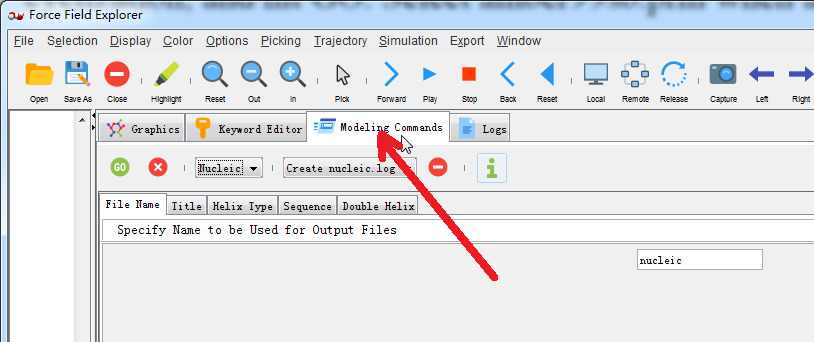 Force Field Explorer
File Selection Display Color Options Picking Trajectory Simulation Export Window
Open Save As Close Highlight Reset Out In Pick Forward Play Stop Back Reset Local Remote Release Capture Left Right
Graphics Keyword Editor Modeling Commands Logs
GO Nucleic Create nucleic.log
File Name Title Helix Type Sequence Double Helix
Specify Name to be Used for Output Files
nucleic